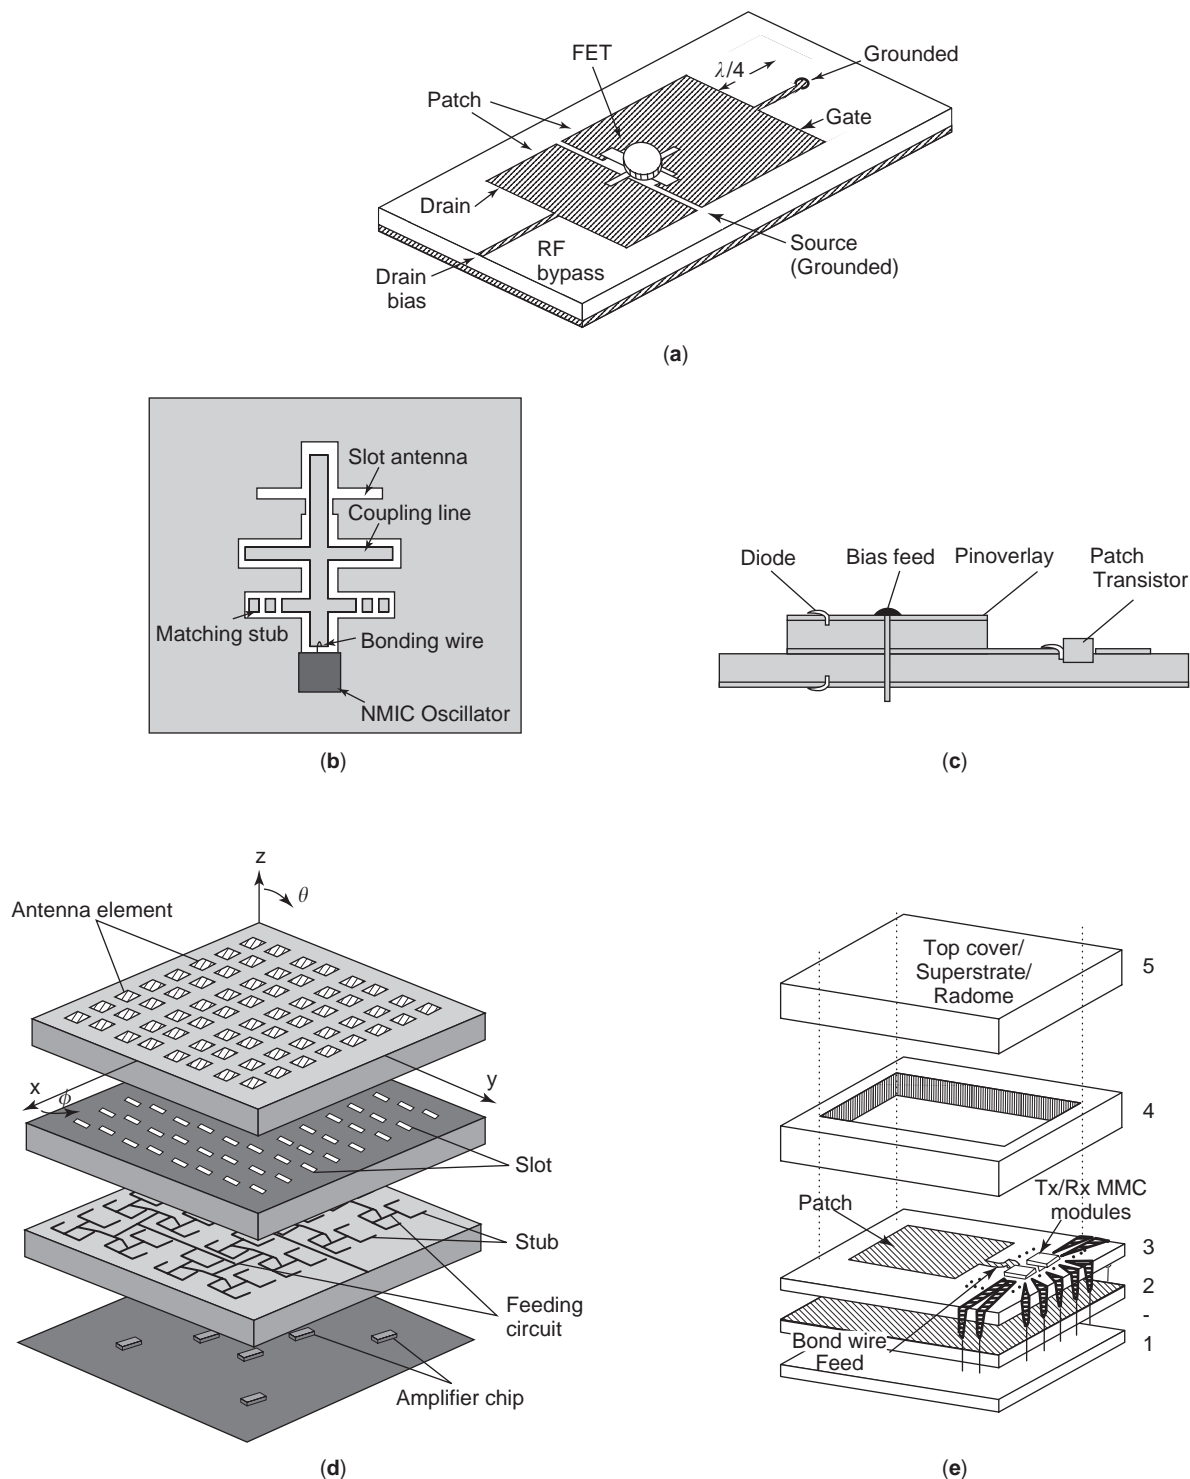 FET
λ/4
Grounded
Patch
Gate
Drain
Source
(Grounded)
RF
bypass
Drain
bias
(a)
Slot antenna
Coupling line
Matching stub
Bonding wire
NMIC Oscillator
(b)
Diode
Bias feed
Pinoverlay
Patch
Transistor
(c)
z
θ
Antenna element
x
ϕ
y
Slot
Stub
Feeding
circuit
Amplifier chip
(d)
Top cover/
Superstrate/
Radome
5
4
Patch
Tx/Rx MMC
modules
3
2
-
1
Bond wire
Feed
(e)